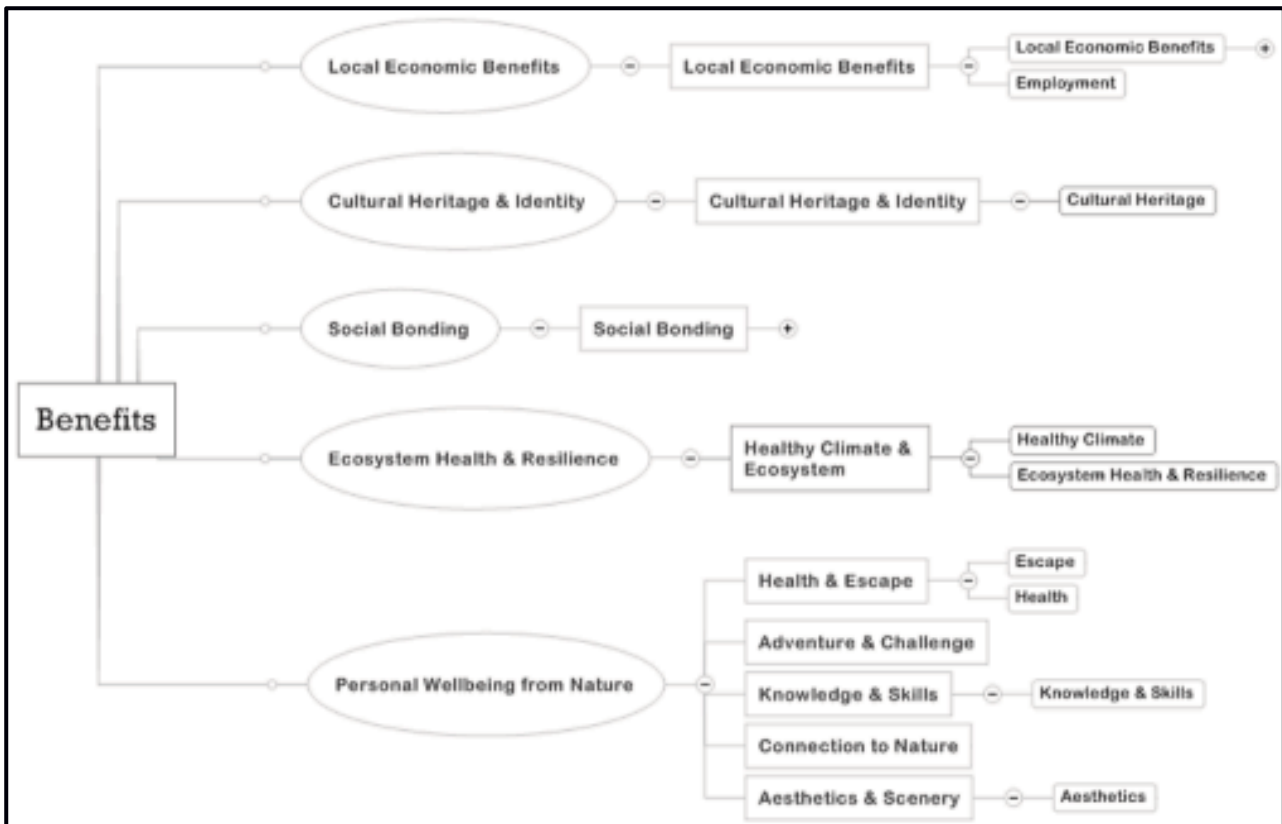 Local Economic Benefits
Local Economic Benefits
Local Economic Benefits
Employment
Cultural Heritage & Identity
Cultural Heritage & Identity
Cultural Heritage
Social Bonding
Social Bonding
Benefits
Ecosystem Health & Resilience
Healthy Climate &
Ecosystem
Healthy Climate
Ecosystem Health & Resilience
Personal Wellbeing from Nature
Health & Escape
Escape
Health
Adventure & Challenge
Knowledge & Skills
Knowledge & Skills
Connection to Nature
Aesthetics & Scenery
Aesthetics